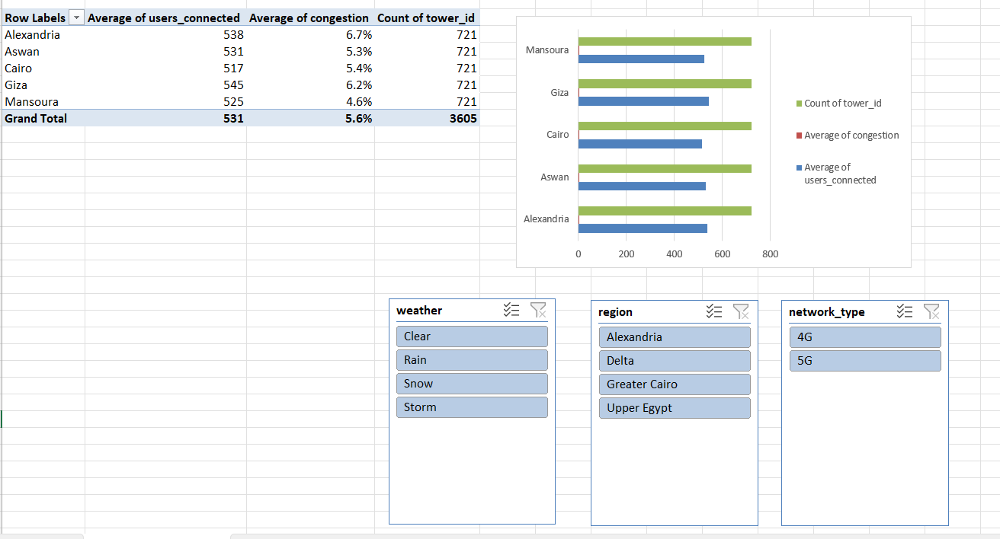 Row Labels Average of users_connected Average of congestion Count of tower_id
Alexandria 538 6.7% 721
Aswan 531 5.3% 721
Cairo 517 5.4% 721
Giza 545 6.2% 721
Mansoura 525 4.6% 721
Grand Total 531 5.6% 3605
Mansoura
Giza
Cairo
Aswan
Alexandria
0 200 400 600 800
Count of tower_id
Average of congestion
Average of
users_connected
weather
Clear
Rain
Snow
Storm
region
Alexandria
Delta
Greater Cairo
Upper Egypt
network_type
4G
5G